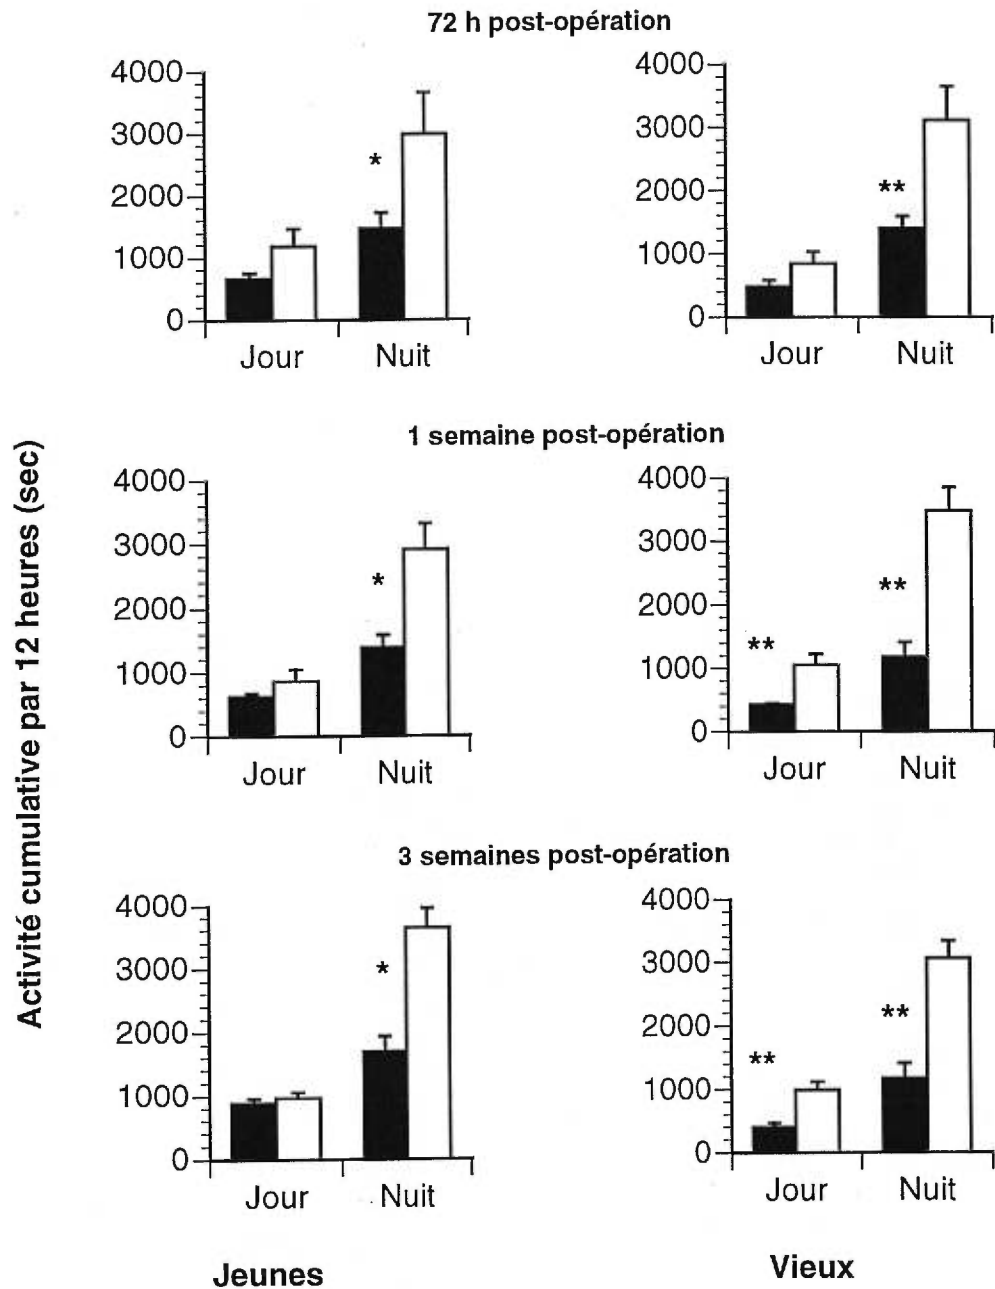 72 h post-opération
4000
3000
2000
1000
0
*
Jour
Nuit
4000
3000
2000
1000
0
**
Jour
Nuit
1 semaine post-opération
4000
3000
2000
1000
0
*
Jour
Nuit
4000
3000
2000
1000
0
**
**
Jour
Nuit
3 semaines post-opération
4000
3000
2000
1000
0
*
Jour
Nuit
4000
3000
2000
1000
0
**
**
Jour
Nuit
Activité cumulative par 12 heures (sec)
Jeunes
Vieux